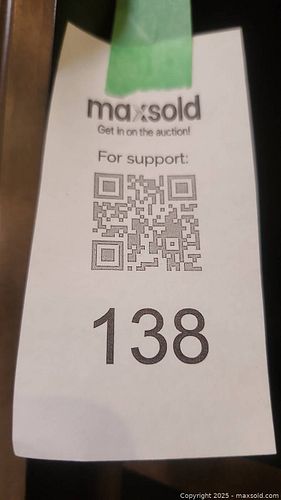 maxsold
Get in on the auction!
For support:
138
Copyright 2025 - maxsold.com